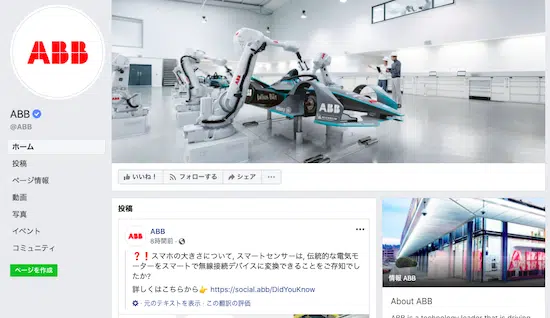 ABB
ABB
@ABB
ホーム
投稿
ページ情報
動画
写真
イベント
コミュニティ
ページを作成
いいね！ フォローする シェア ···
投稿
ABB
8時間前 ·
❓❗スマホの大きさについて, スマートセンサーは, 伝統的な電気モ
ーターをスマートで無線接続デバイスに変換できることをご存知でし
たか?
詳しくはこちらから👉 https://social.abb/DidYouKnow
· 元のテキストを表示 · この翻訳の評価
情報 ABB
About ABB
ABB is a technology leader that is driving